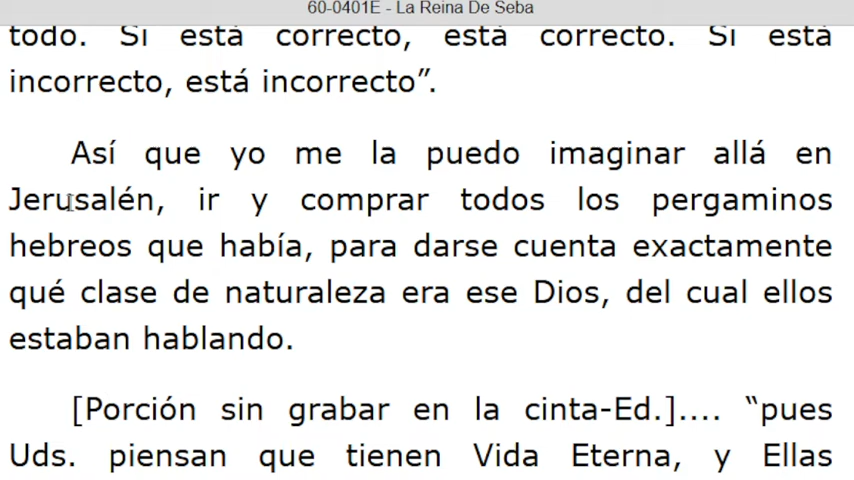 60-0401E - La Reina De Seba
todo. Si está correcto, está correcto. Si está
incorrecto, está incorrecto”.
Así que yo me la puedo imaginar allá en
Jerusalén, ir y comprar todos los pergaminos
hebreos que había, para darse cuenta exactamente
qué clase de naturaleza era ese Dios, del cual ellos
estaban hablando.
[Porción sin grabar en la cinta-Ed.].... “pues
Uds. piensan que tienen Vida Eterna, y Ellas